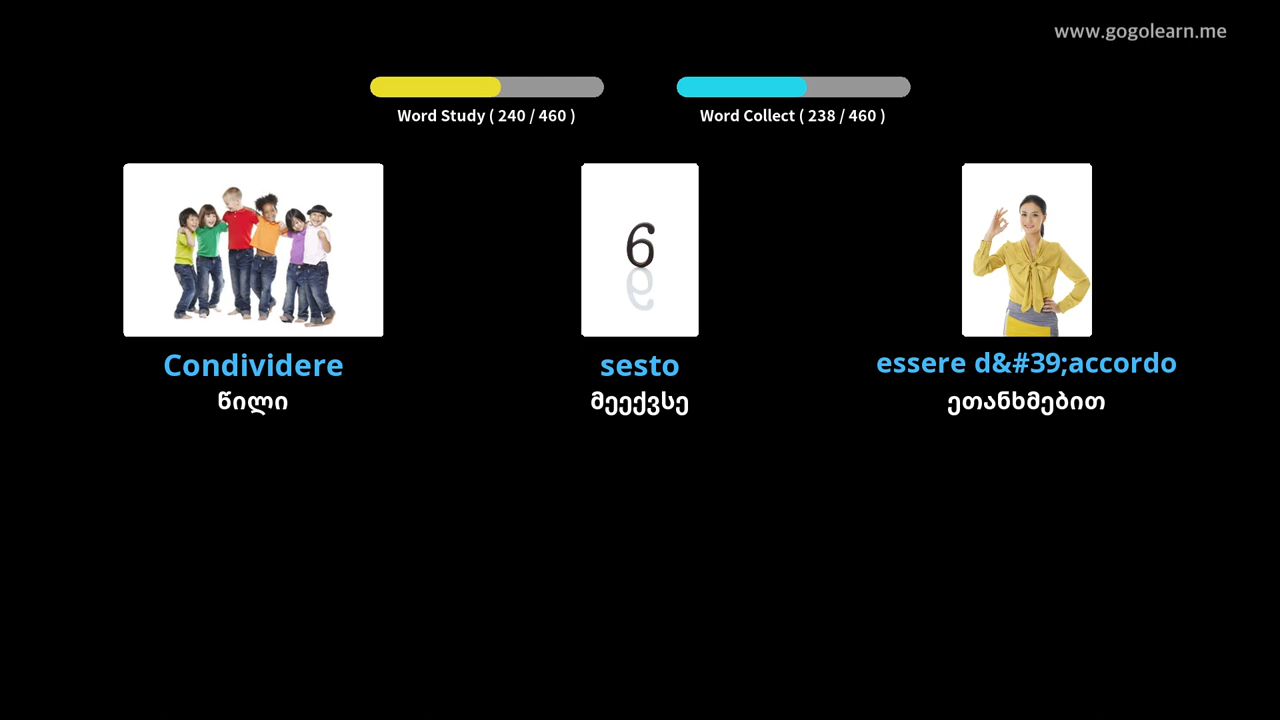 www.gogolearn.me
Word Study ( 240 / 460 )
Word Collect ( 238 / 460 )
6
Condividere
sesto
essere d&#39;accordo
წილი
მეექვსე
ეთანხმებით